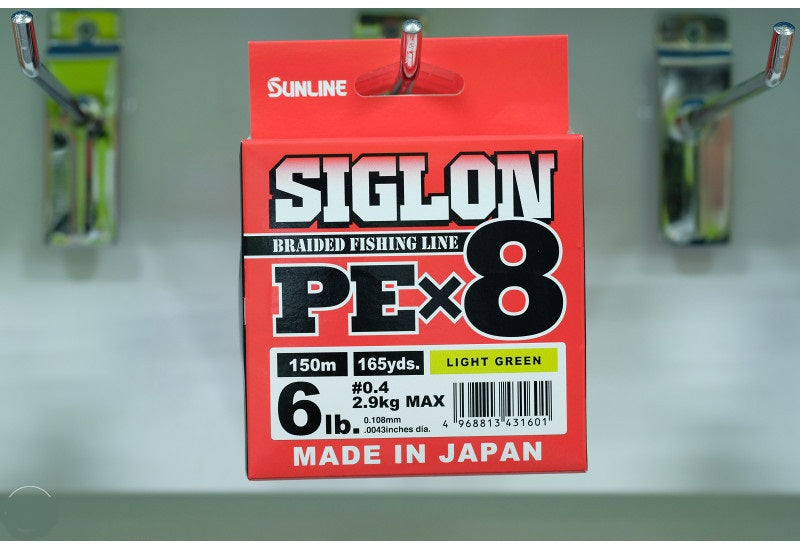 SUNLINE
SIGLON
BRAIDED FISHING LINE
PE×8
150m 165yds. LIGHT GREEN
6lb.
#0.4
2.9kg MAX
0.108mm
.0043inches dia.
4 968813 431601
MADE IN JAPAN